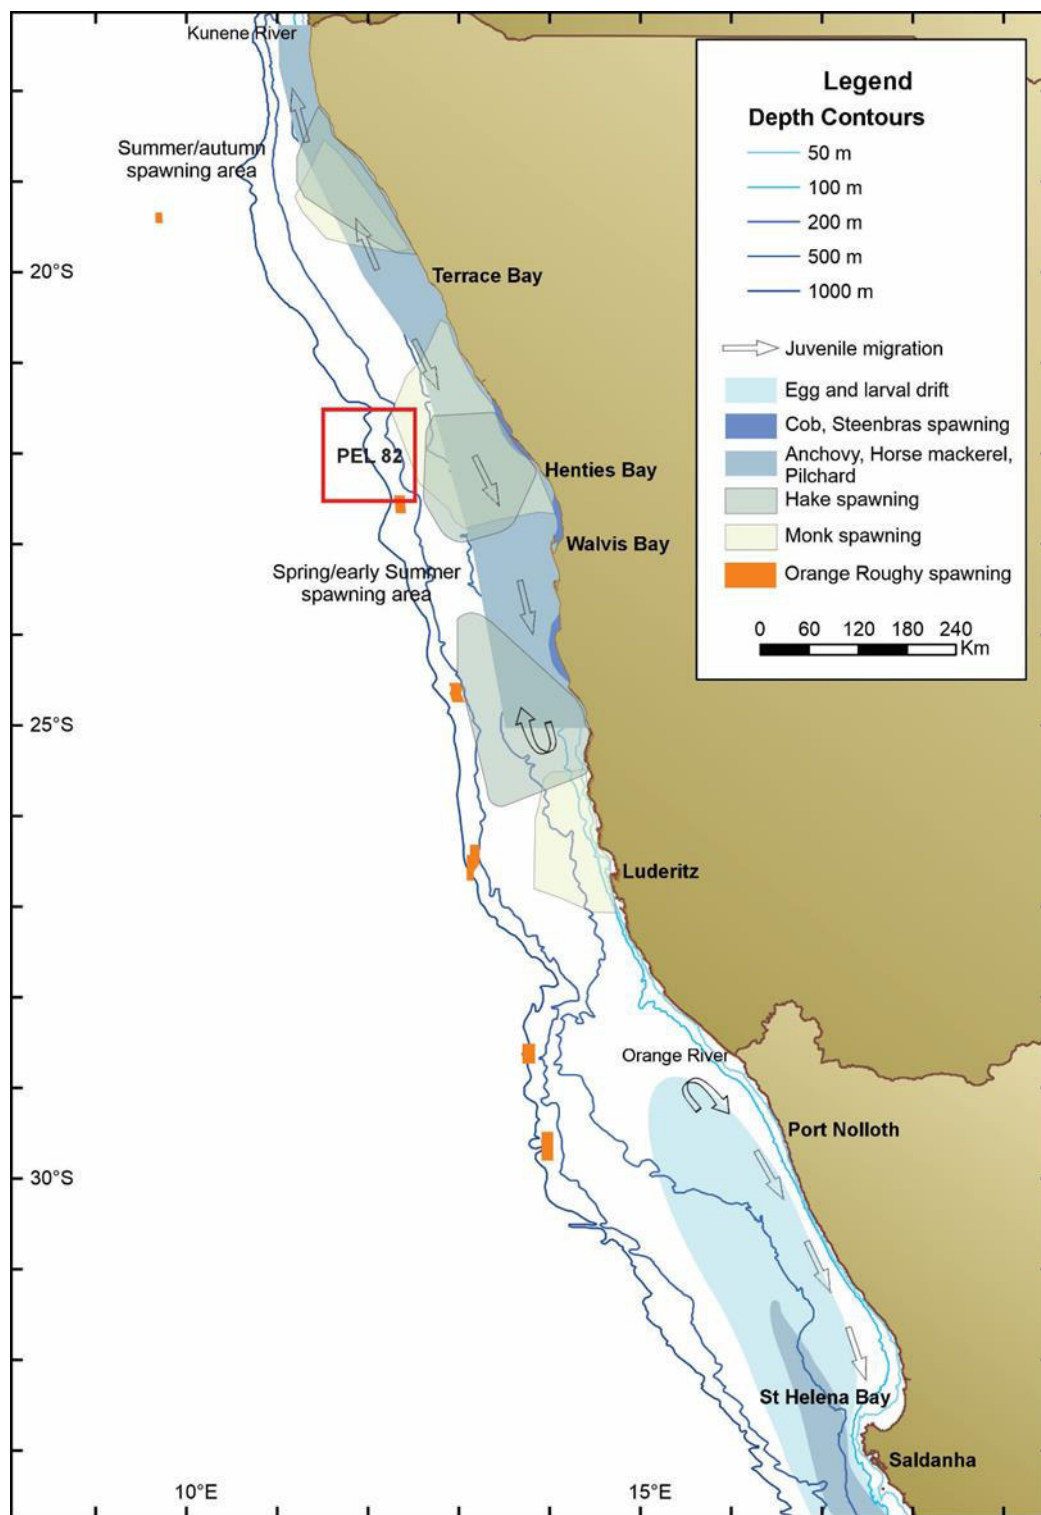 Kunene River
Summer/autumn
spawning area
20°S
Terrace Bay
PEL 82
Henties Bay
Walvis Bay
Spring/early Summer
spawning area
25°S
Luderitz
Orange River
Port Nolloth
30°S
St Helena Bay
Saldanha
10°E
15°E
Legend
Depth Contours
50 m
100 m
200 m
500 m
1000 m
Juvenile migration
Egg and larval drift
Cob, Steenbras spawning
Anchovy, Horse mackerel,
Pilchard
Hake spawning
Monk spawning
Orange Roughy spawning
0 60 120 180 240
Km